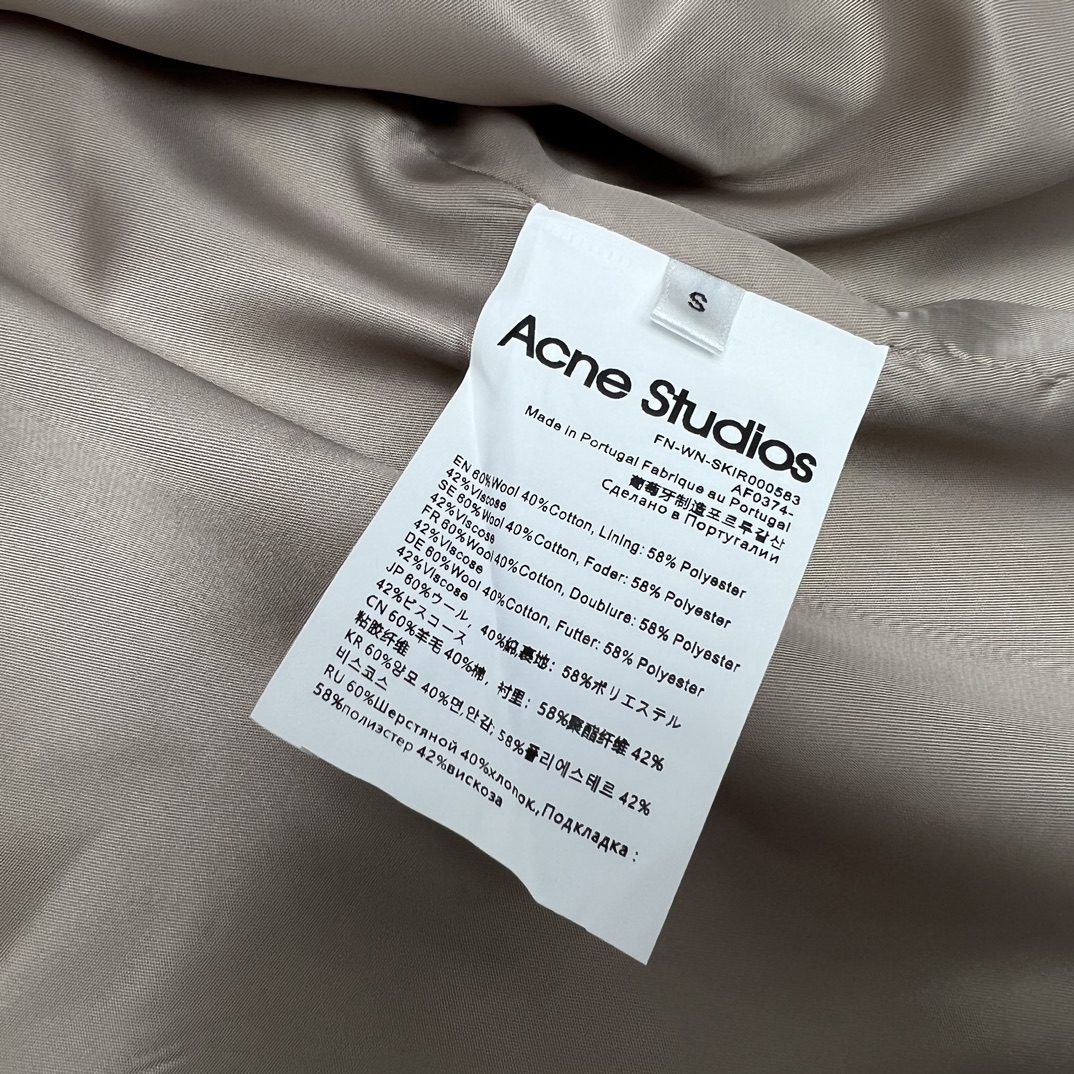 S
Acne Studios
FN-WN-SKIR000583
AF0374-
Made in Portugal Fabrique au Portugal
葡萄牙制造포르투갈산
Сделано в Португалии
EN 60%Wool 40%Cotton, Lining: 58% Polyester
42%Viscose
SE 60%Wool 40%Cotton, Foder: 58% Polyester
42%Viscose
FR 60%Wool 40%Cotton, Doublure: 58% Polyester
42%Viscose
DE 60%Wool 40%Cotton, Futter: 58% Polyester
42%Viscose
JP 60%ウール, 40%綿,裏地: 58%ポリエステル
42%ビスコース
CN 60%羊毛 40%棉, 衬里: 58%聚酯纤维 42%
粘胶纤维
KR 60%양모 40%면,안감; 58%폴리에스테르 42%
비스코스
RU 60%Шерстяной 40%хлопок,,Подкладка :
58%полиэстер 42%вискоза